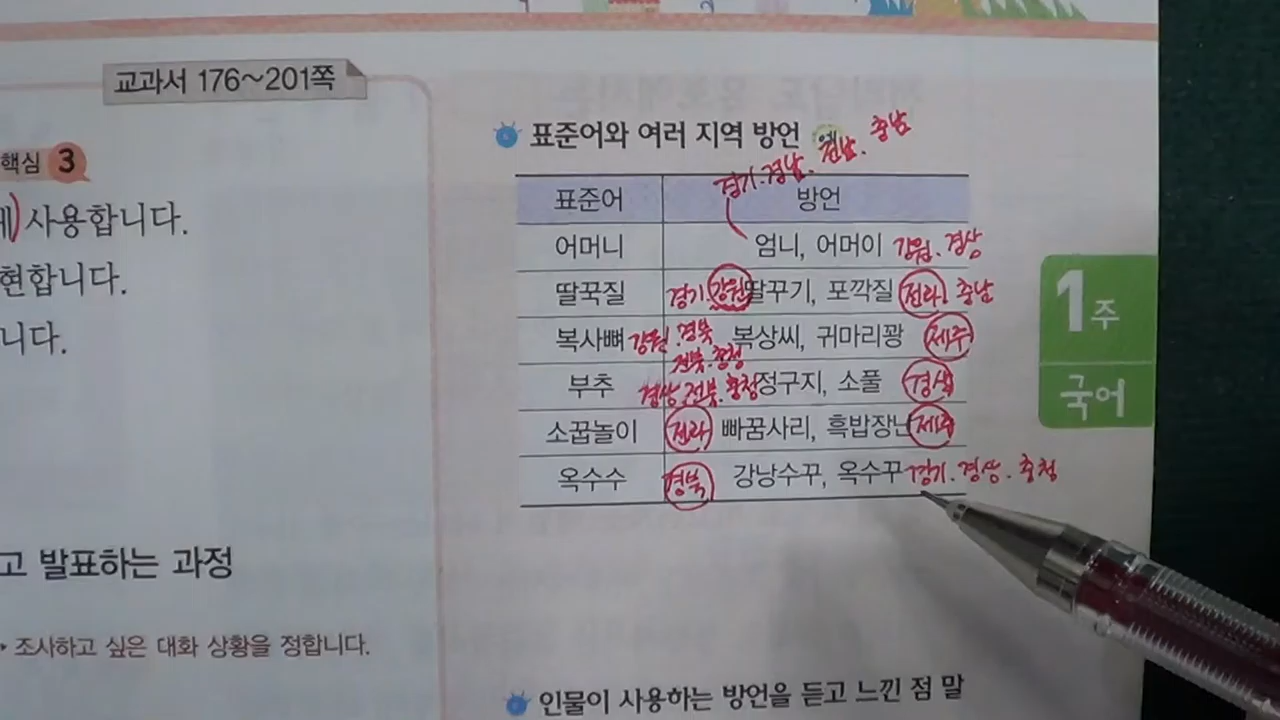 교과서 176~201쪽
핵심 3
사용합니다.
현합니다.
니다.
고 발표하는 과정
조사하고 싶은 대화 상황을 정합니다.
표준어와 여러 지역 방언
경기.경남. 전남. 충남
표준어 방언
어머니 엄니, 어머이 강원.경상
딸꾹질 경기.강원 딸꾸기, 포깍질 전라. 충남
복사뼈 강원.경북 복상씨, 귀마리꽝 제주
전북.충청
부추 경상.전북.충청 정구지, 소풀 경상
소꿉놀이 전라 빠꿈사리, 흑밥장난 제주
옥수수 경북 강낭수꾸, 옥수꾸 경기.경상.충청
인물이 사용하는 방언을 듣고 느낀 점 말
1주
국어